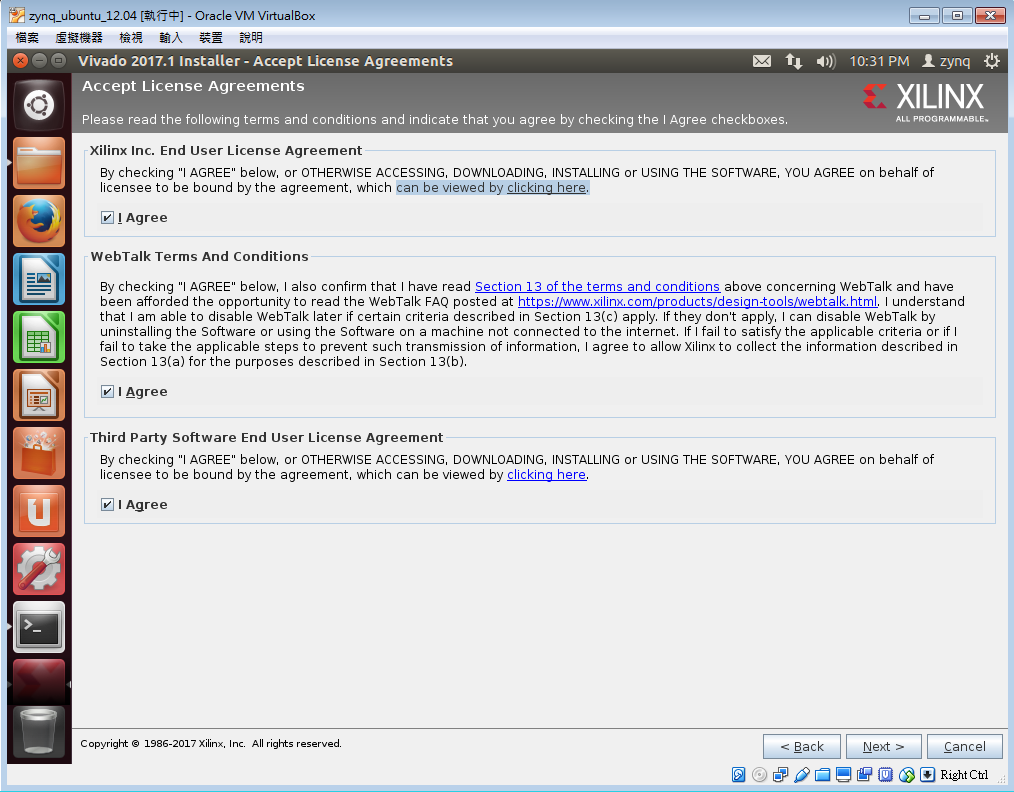 zynq_ubuntu_12.04 [執行中] - Oracle VM VirtualBox
檔案 虛擬機器 檢視 輸入 裝置 說明
Vivado 2017.1 Installer - Accept License Agreements 10:31 PM zynq
Accept License Agreements
XILINX
ALL PROGRAMMABLE™
Please read the following terms and conditions and indicate that you agree by checking the I Agree checkboxes.
Xilinx Inc. End User License Agreement
By checking "I AGREE" below, or OTHERWISE ACCESSING, DOWNLOADING, INSTALLING or USING THE SOFTWARE, YOU AGREE on behalf of
licensee to be bound by the agreement, which can be viewed by clicking here.
I Agree
WebTalk Terms And Conditions
By checking "I AGREE" below, I also confirm that I have read Section 13 of the terms and conditions above concerning WebTalk and have
been afforded the opportunity to read the WebTalk FAQ posted at https://www.xilinx.com/products/design-tools/webtalk.html. I understand
that I am able to disable WebTalk later if certain criteria described in Section 13(c) apply. If they don't apply, I can disable WebTalk by
uninstalling the Software or using the Software on a machine not connected to the internet. If I fail to satisfy the applicable criteria or if I
fail to take the applicable steps to prevent such transmission of information, I agree to allow Xilinx to collect the information described in
Section 13(a) for the purposes described in Section 13(b).
I Agree
Third Party Software End User License Agreement
By checking "I AGREE" below, or OTHERWISE ACCESSING, DOWNLOADING, INSTALLING or USING THE SOFTWARE, YOU AGREE on behalf of
licensee to be bound by the agreement, which can be viewed by clicking here.
I Agree
Copyright © 1986-2017 Xilinx, Inc. All rights reserved.
< Back Next > Cancel
Right Ctrl